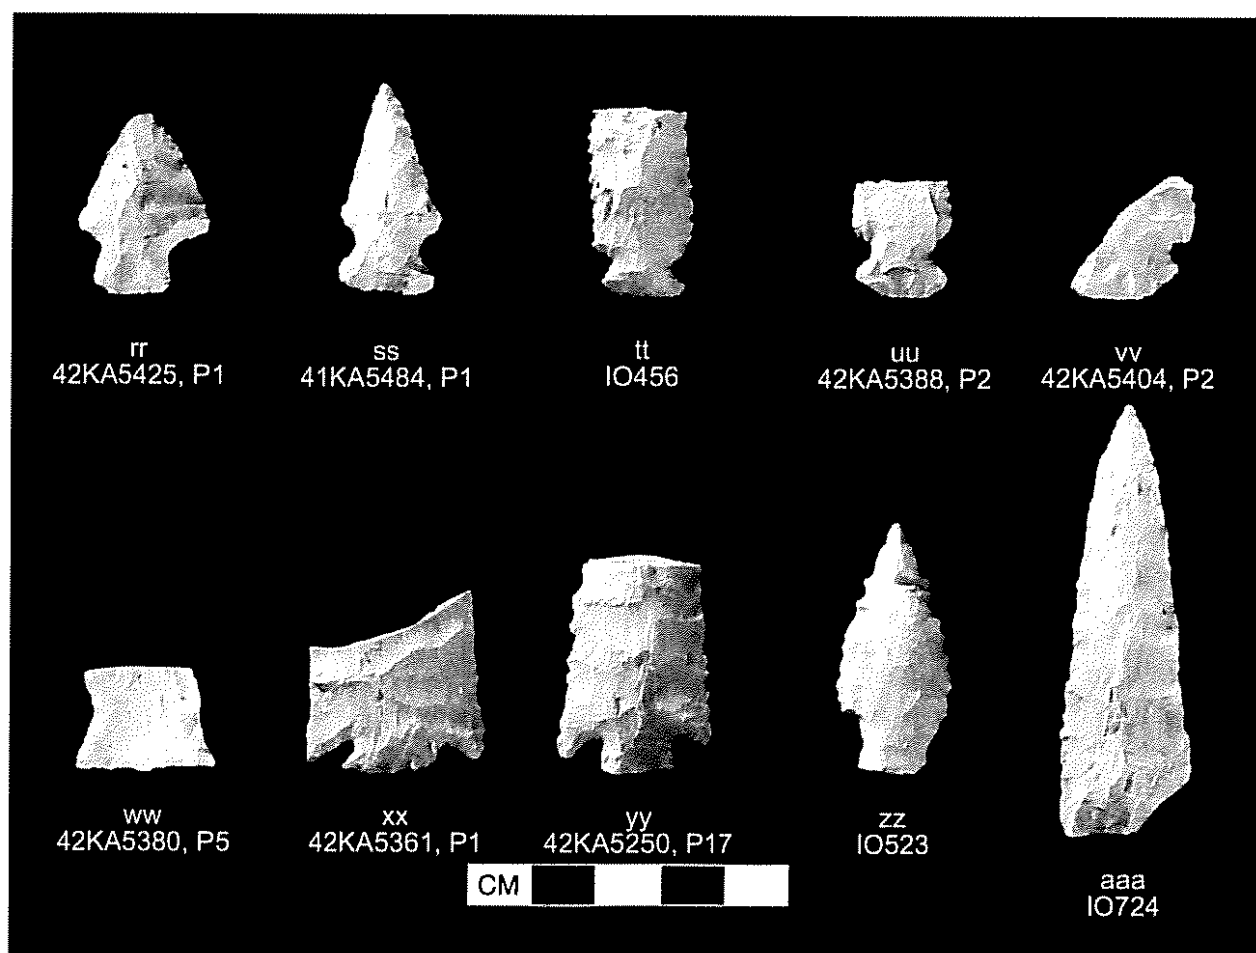 rr
42KA5425, P1
ss
41KA5484, P1
tt
IO456
uu
42KA5388, P2
vv
42KA5404, P2
ww
42KA5380, P5
xx
42KA5361, P1
yy
42KA5250, P17
zz
IO523
aaa
IO724
CM